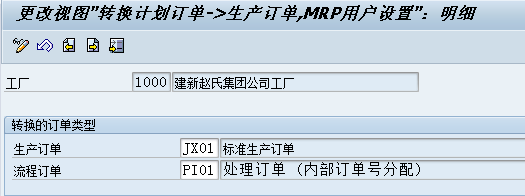 更改视图"转换计划订单->生产订单,MRP用户设置": 明细
工厂 1000 建新赵氏集团公司工厂
转换的订单类型
生产订单 JX01 标准生产订单
流程订单 PI01 处理订单 (内部订单号分配)